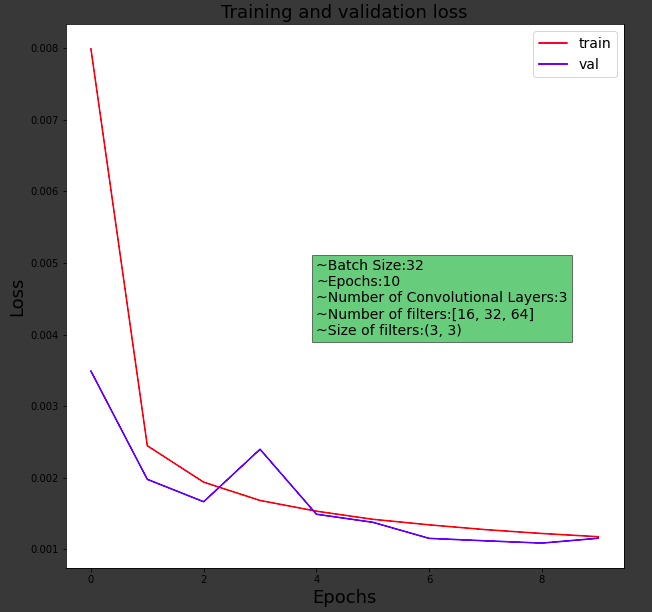 Training and validation loss
train
val
0.008
0.007
0.006
0.005
0.004
0.003
0.002
0.001
Loss
~Batch Size:32
~Epochs:10
~Number of Convolutional Layers:3
~Number of filters:[16, 32, 64]
~Size of filters:(3, 3)
0 2 4 6 8
Epochs